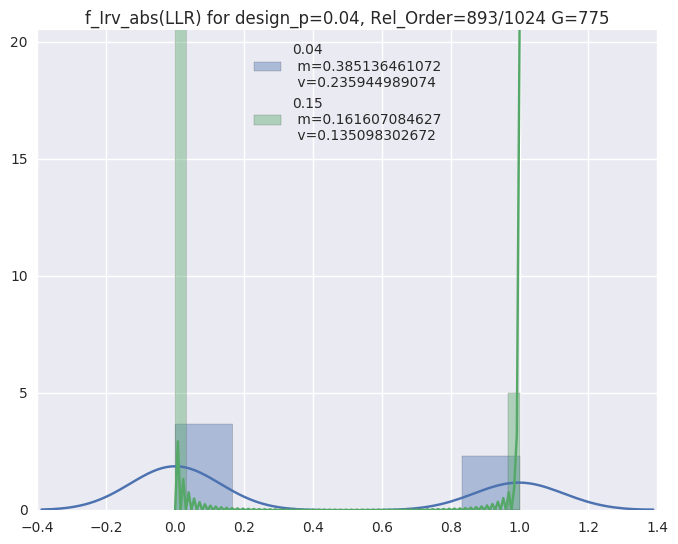 f_Irv_abs(LLR) for design_p=0.04, Rel_Order=893/1024 G=775
0.04
m=0.385136461072
v=0.235944989074
0.15
m=0.161607084627
v=0.135098302672
20
15
10
5
0
−0.4 −0.2 0.0 0.2 0.4 0.6 0.8 1.0 1.2 1.4